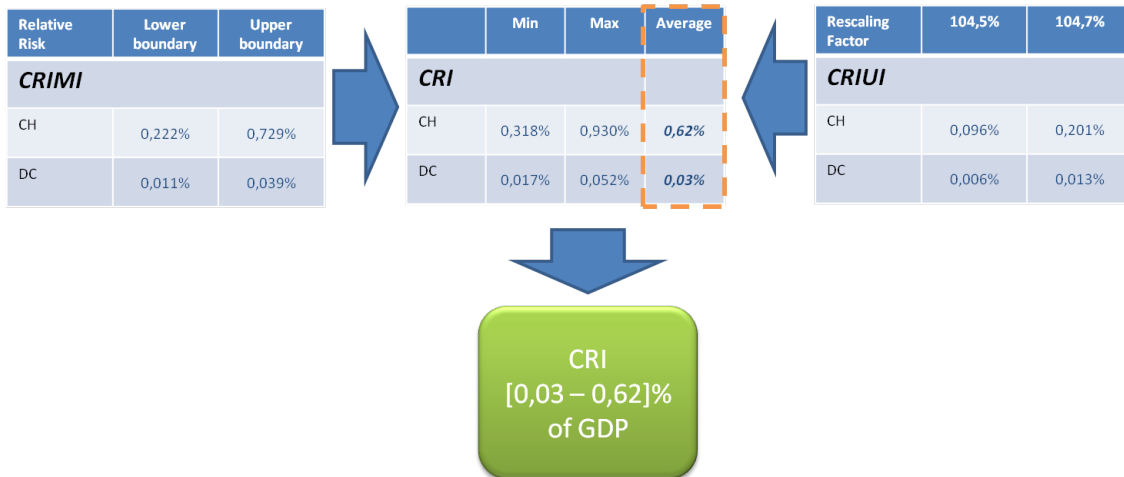 Relative Risk Lower boundary Upper boundary
CRIMI
CH 0,222% 0,729%
DC 0,011% 0,039%
Min Max Average
CRI
CH 0,318% 0,930% 0,62%
DC 0,017% 0,052% 0,03%
Rescaling Factor 104,5% 104,7%
CRIUI
CH 0,096% 0,201%
DC 0,006% 0,013%
CRI
[0,03 – 0,62]%
of GDP